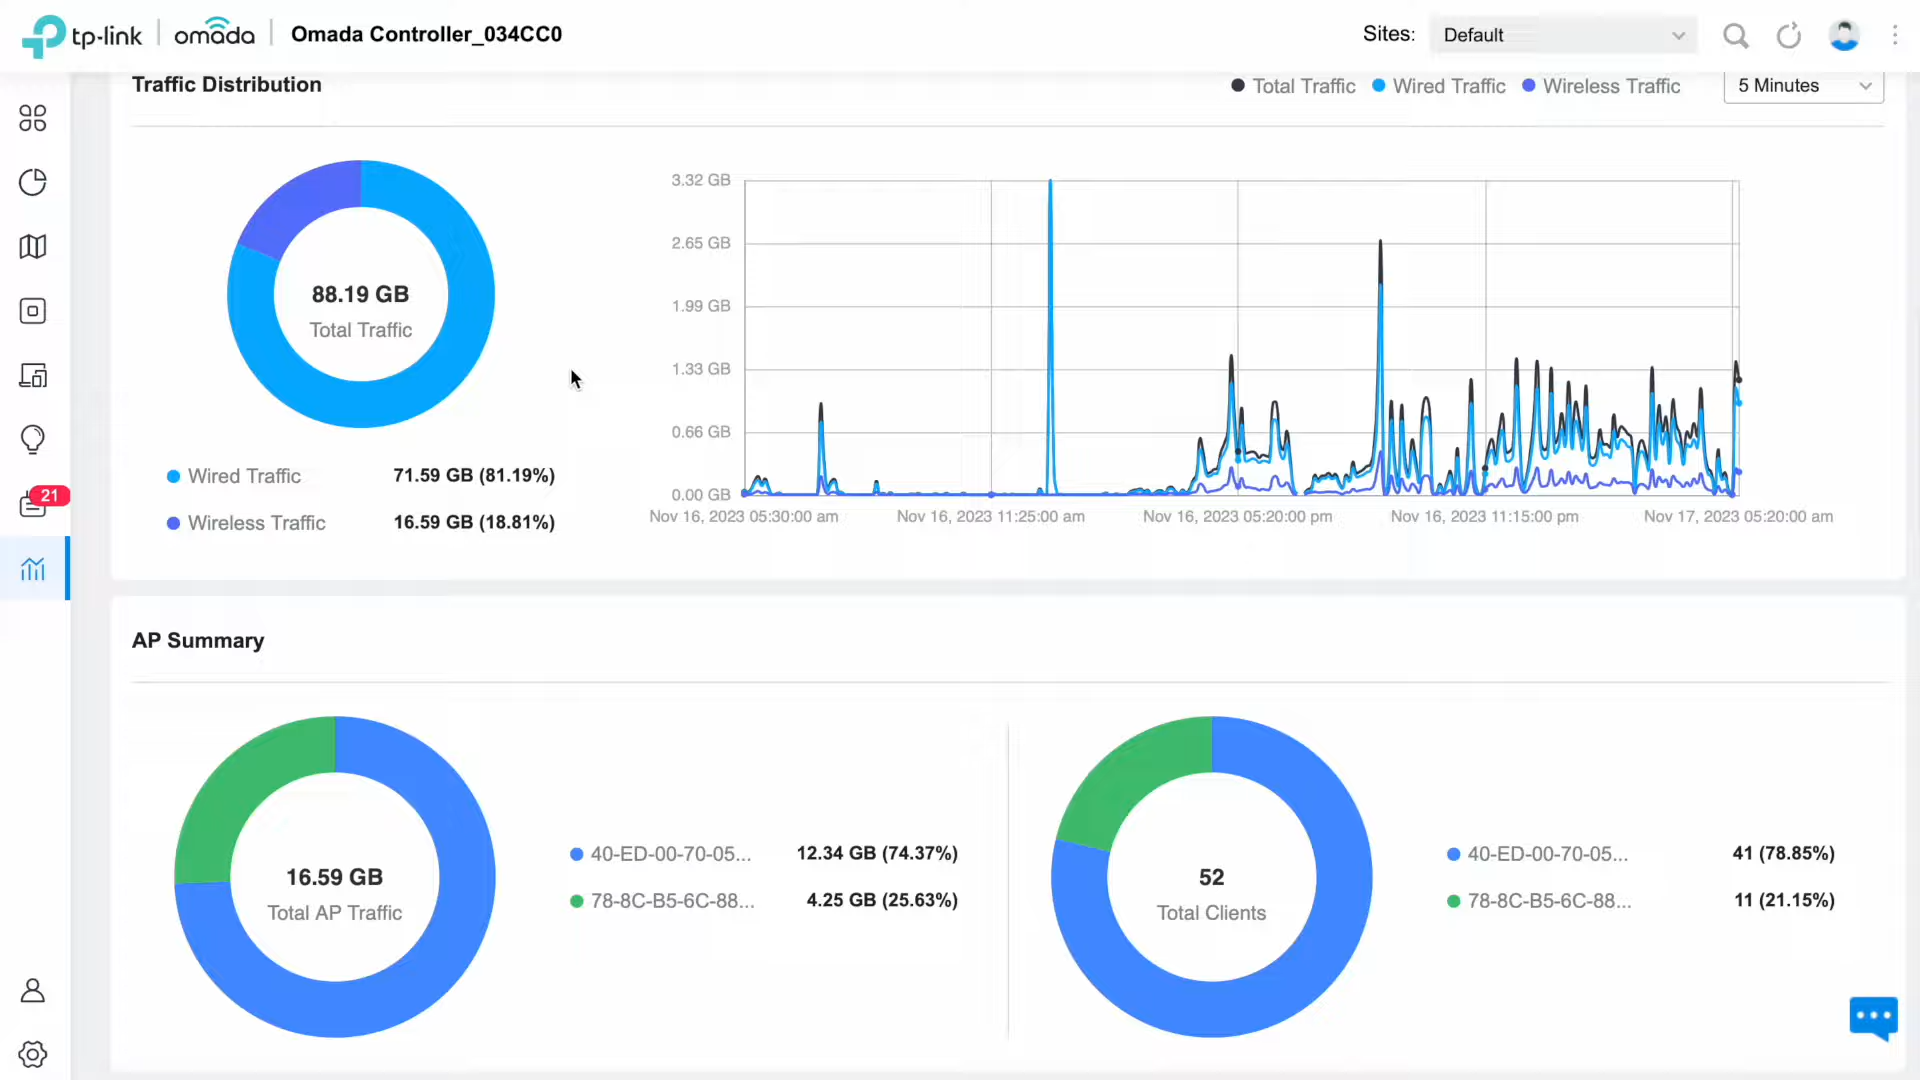 tp-link | omada | Omada Controller_034CC0 Sites: Default
Traffic Distribution Total Traffic Wired Traffic Wireless Traffic 5 Minutes
88.19 GB
Total Traffic
Wired Traffic 71.59 GB (81.19%)
Wireless Traffic 16.59 GB (18.81%)
3.32 GB
2.65 GB
1.99 GB
1.33 GB
0.66 GB
0.00 GB
Nov 16, 2023 05:30:00 am Nov 16, 2023 11:25:00 am Nov 16, 2023 05:20:00 pm Nov 16, 2023 11:15:00 pm Nov 17, 2023 05:20:00 am
21
AP Summary
16.59 GB
Total AP Traffic
40-ED-00-70-05... 12.34 GB (74.37%)
78-8C-B5-6C-88... 4.25 GB (25.63%)
52
Total Clients
40-ED-00-70-05... 41 (78.85%)
78-8C-B5-6C-88... 11 (21.15%)